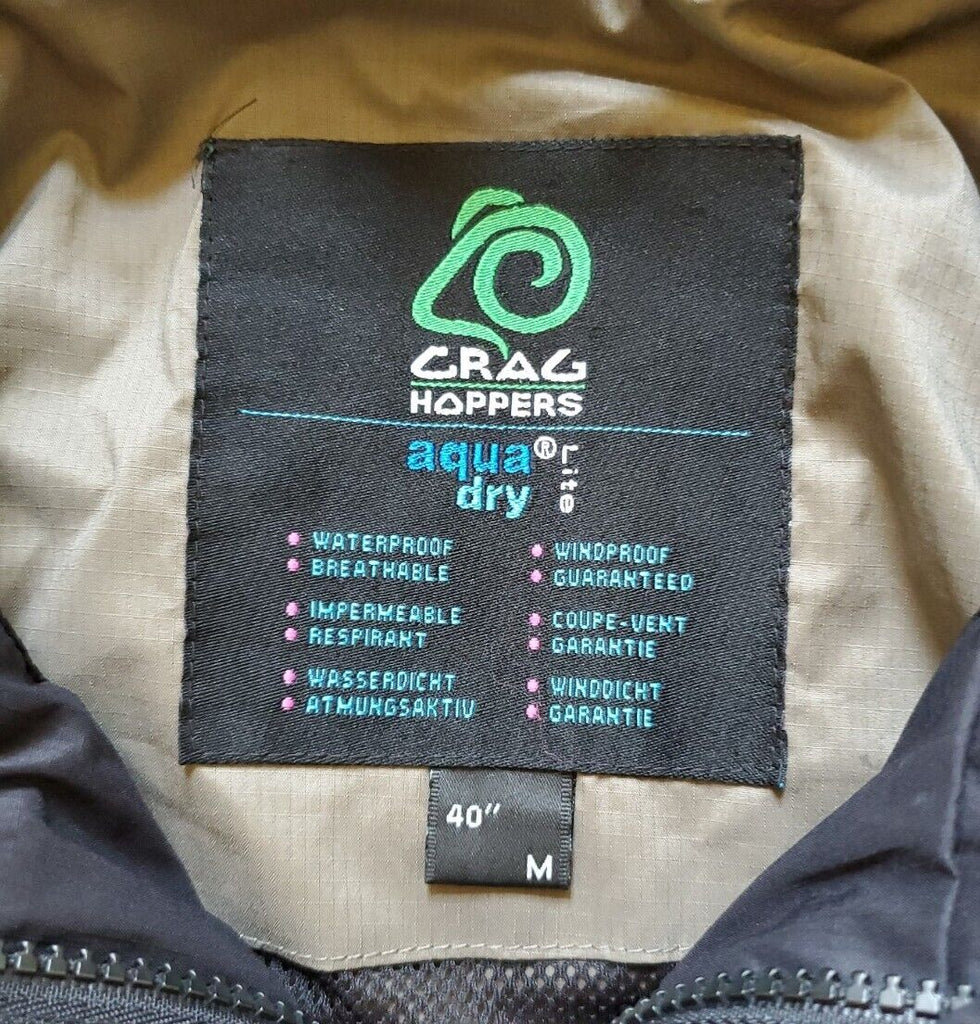 CRAG
HOPPERS
aqua® Lite
dry
• WATERPROOF
• BREATHABLE
• IMPERMEABLE
• RESPIRANT
• WASSERDICHT
• ATMUNGSAKTIV
• WINDPROOF
• GUARANTEED
• COUPE-VENT
• GARANTIE
• WINDDICHT
• GARANTIE
40"
M